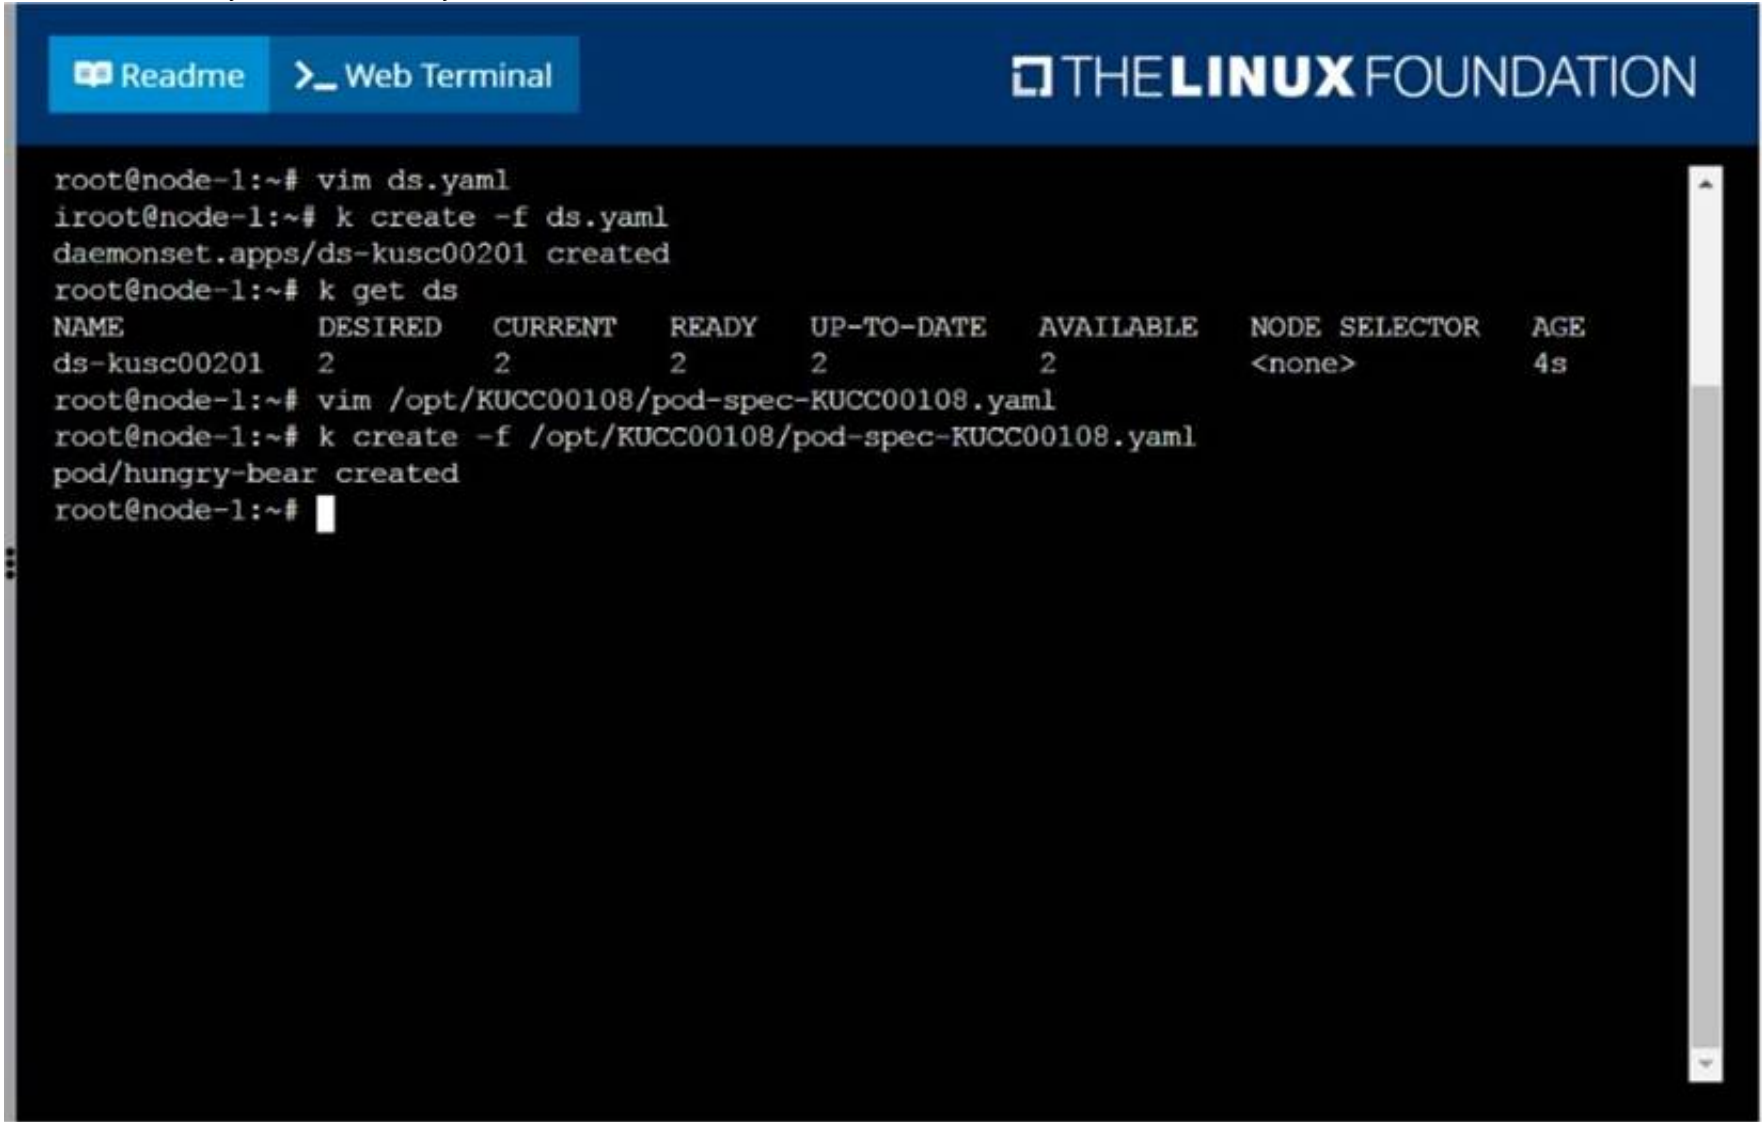 Readme
>_ Web Terminal
THE LINUX FOUNDATION
root@node-1:~# vim ds.yaml
iroot@node-1:~# k create -f ds.yaml
daemonset.apps/ds-kusc00201 created
root@node-1:~# k get ds
NAME DESIRED CURRENT READY UP-TO-DATE AVAILABLE NODE SELECTOR AGE
ds-kusc00201 2 2 2 2 2 <none> 4s
root@node-1:~# vim /opt/KUCC00108/pod-spec-KUCC00108.yaml
root@node-1:~# k create -f /opt/KUCC00108/pod-spec-KUCC00108.yaml
pod/hungry-bear created
root@node-1:~#